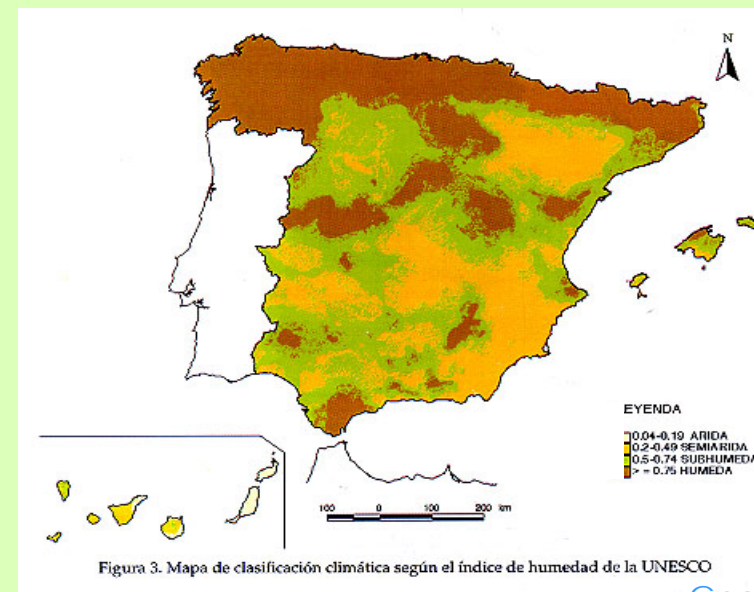 N
EYENDA
0.04-0.19 ARIDA
0.2-0.49 SEMIARIDA
0.5-0.74 SUBHUMEDA
> = 0.75 HUMEDA
100 0 100 200 km
Figura 3. Mapa de clasificación climática según el índice de humedad de la UNESCO